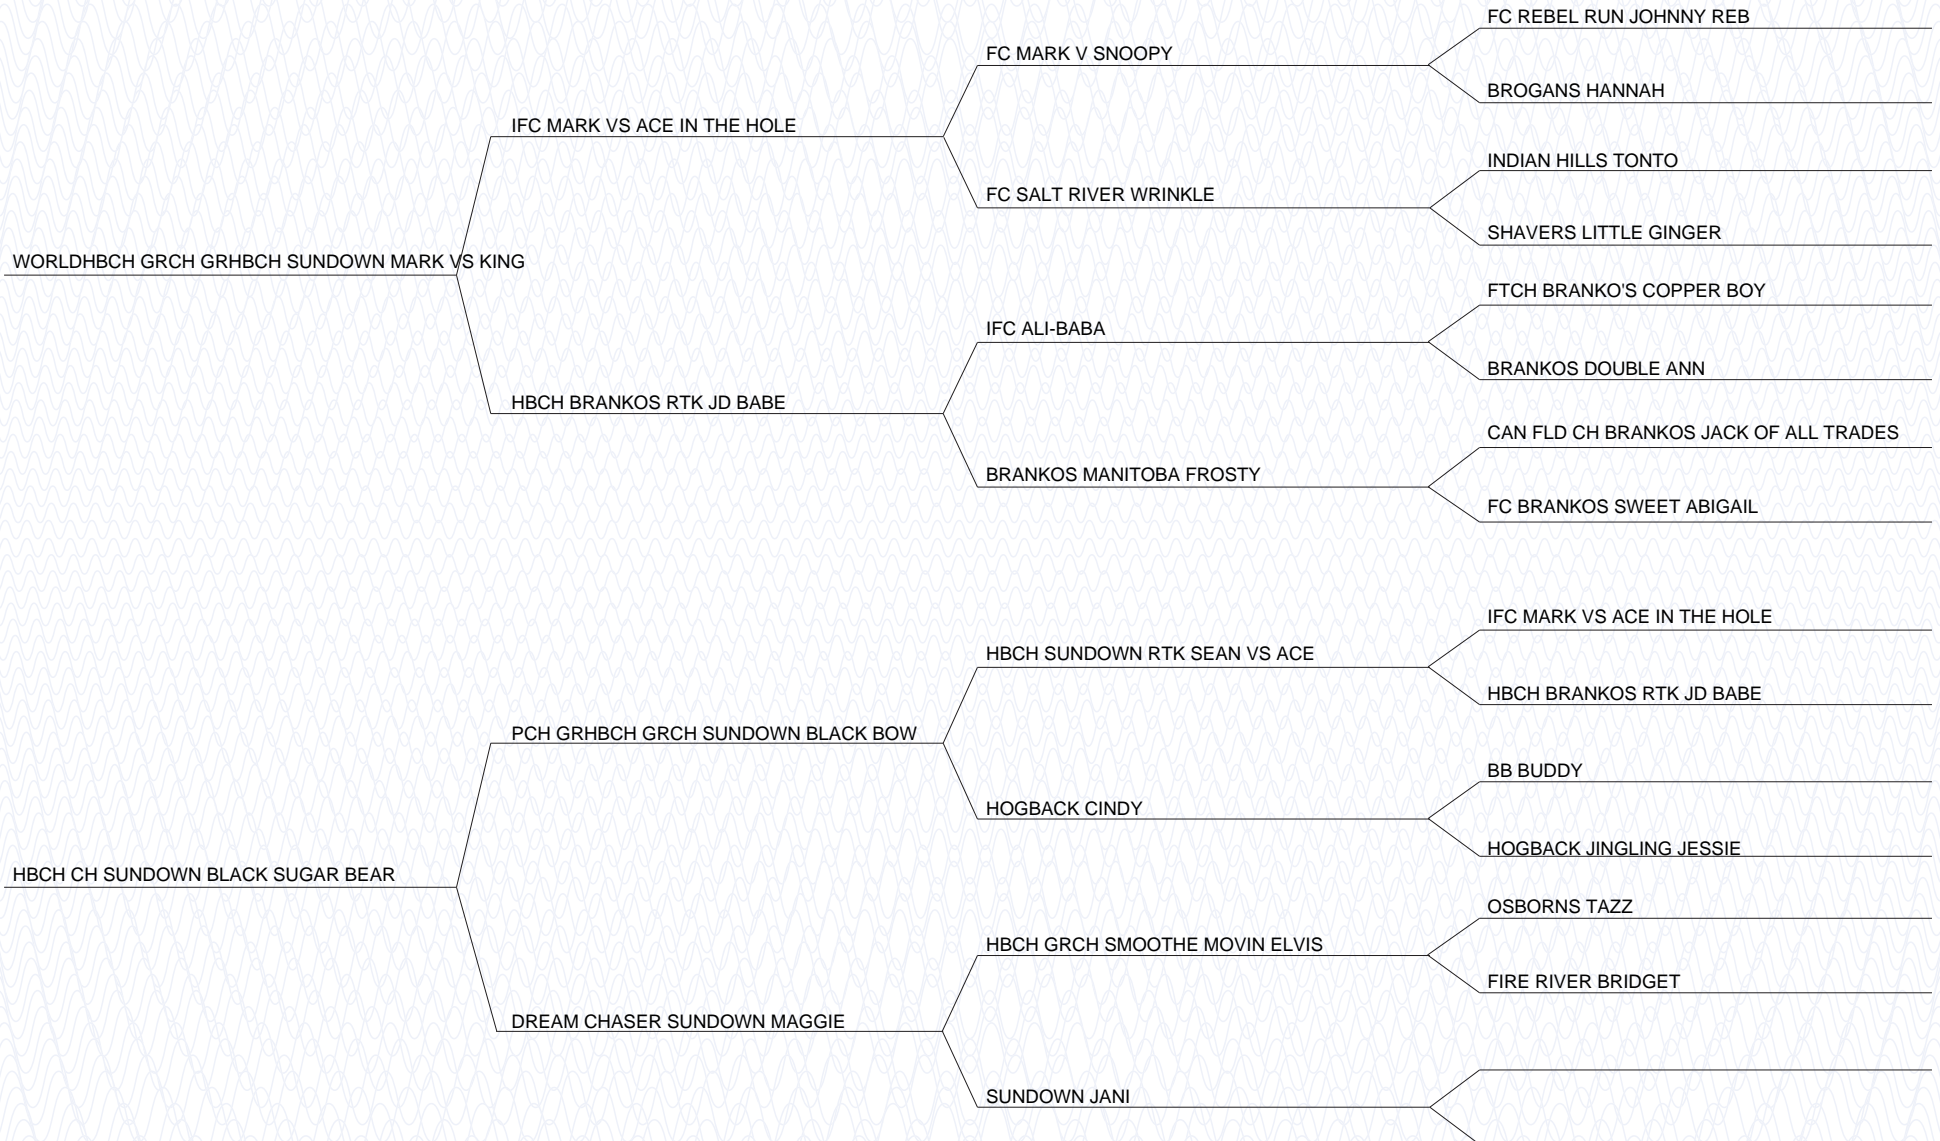 FC REBEL RUN JOHNNY REB
FC MARK V SNOOPY
BROGANS HANNAH
IFC MARK VS ACE IN THE HOLE
INDIAN HILLS TONTO
FC SALT RIVER WRINKLE
SHAVERS LITTLE GINGER
WORLDHBCH GRCH GRHBCH SUNDOWN MARK VS KING
FTCH BRANKO'S COPPER BOY
IFC ALI-BABA
BRANKOS DOUBLE ANN
HBCH BRANKOS RTK JD BABE
CAN FLD CH BRANKOS JACK OF ALL TRADES
BRANKOS MANITOBA FROSTY
FC BRANKOS SWEET ABIGAIL
IFC MARK VS ACE IN THE HOLE
HBCH SUNDOWN RTK SEAN VS ACE
HBCH BRANKOS RTK JD BABE
PCH GRHBCH GRCH SUNDOWN BLACK BOW
BB BUDDY
HOGBACK CINDY
HOGBACK JINGLING JESSIE
HBCH CH SUNDOWN BLACK SUGAR BEAR
OSBORNS TAZZ
HBCH GRCH SMOOTHE MOVIN ELVIS
FIRE RIVER BRIDGET
DREAM CHASER SUNDOWN MAGGIE
SUNDOWN JANI